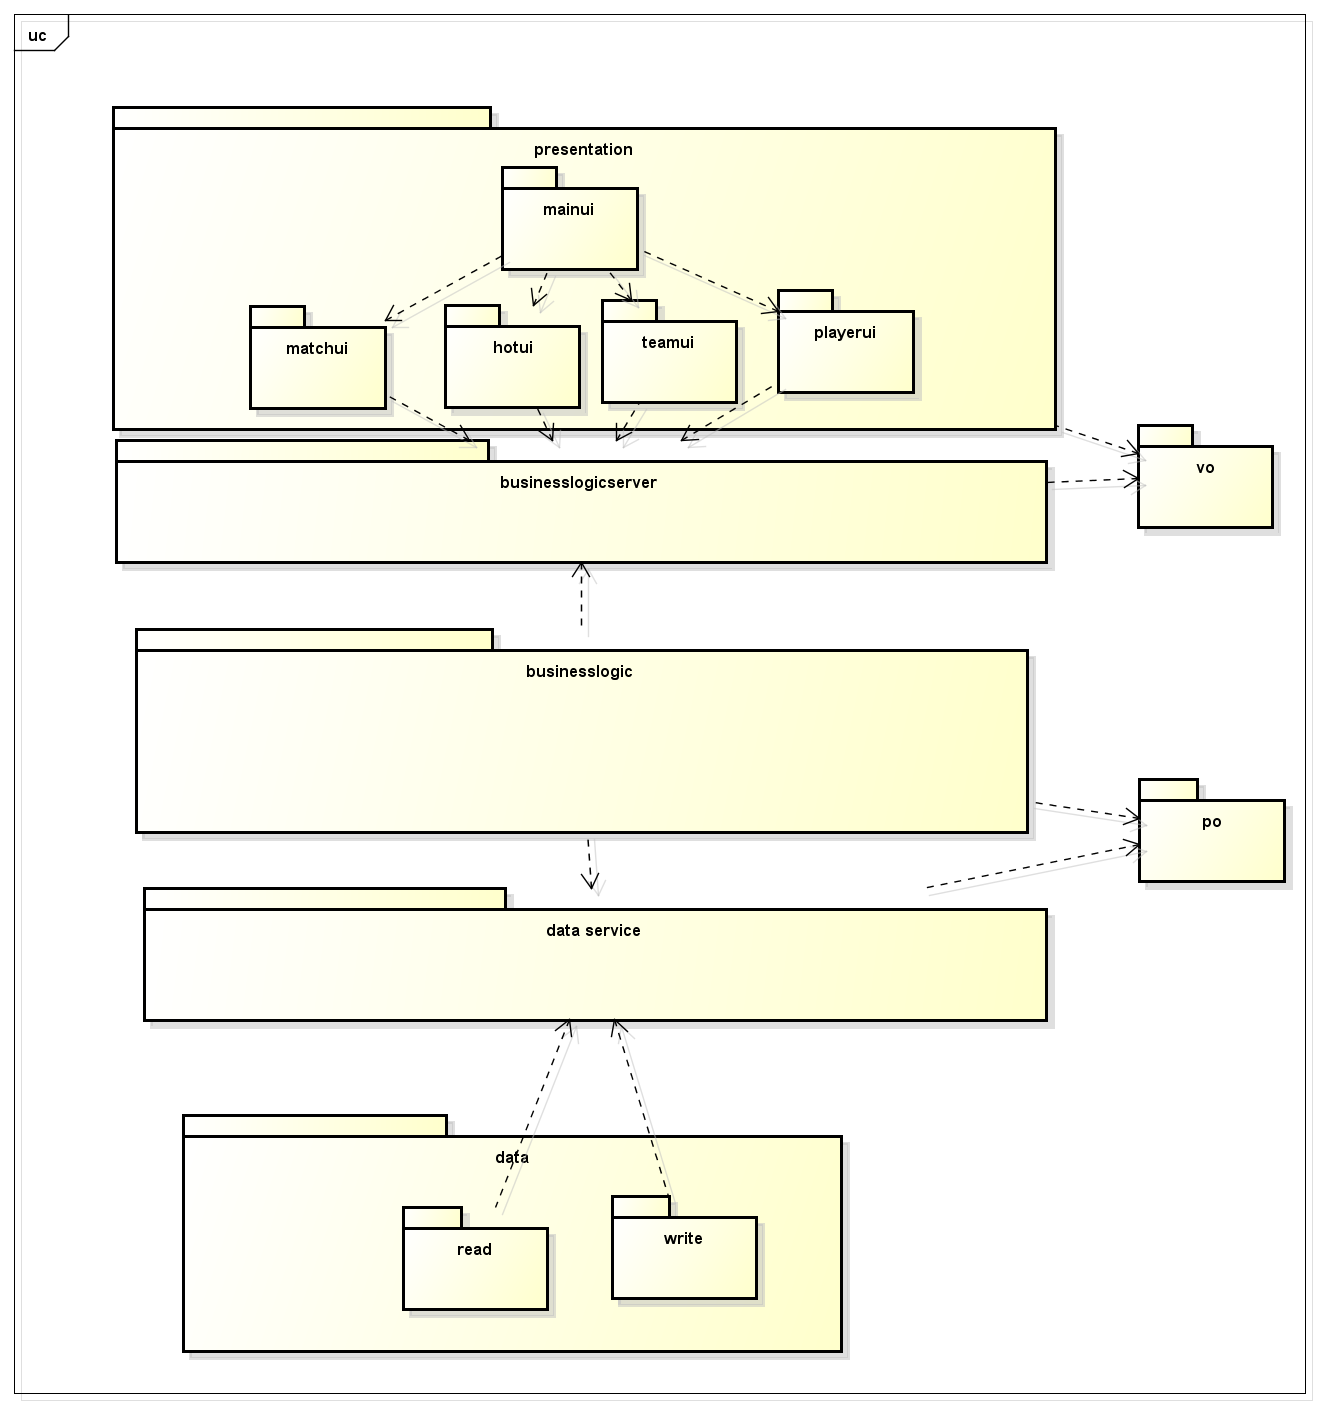 uc
presentation
mainui
matchui
hotui
teamui
playerui
vo
businesslogicserver
businesslogic
po
data service
data
read
write